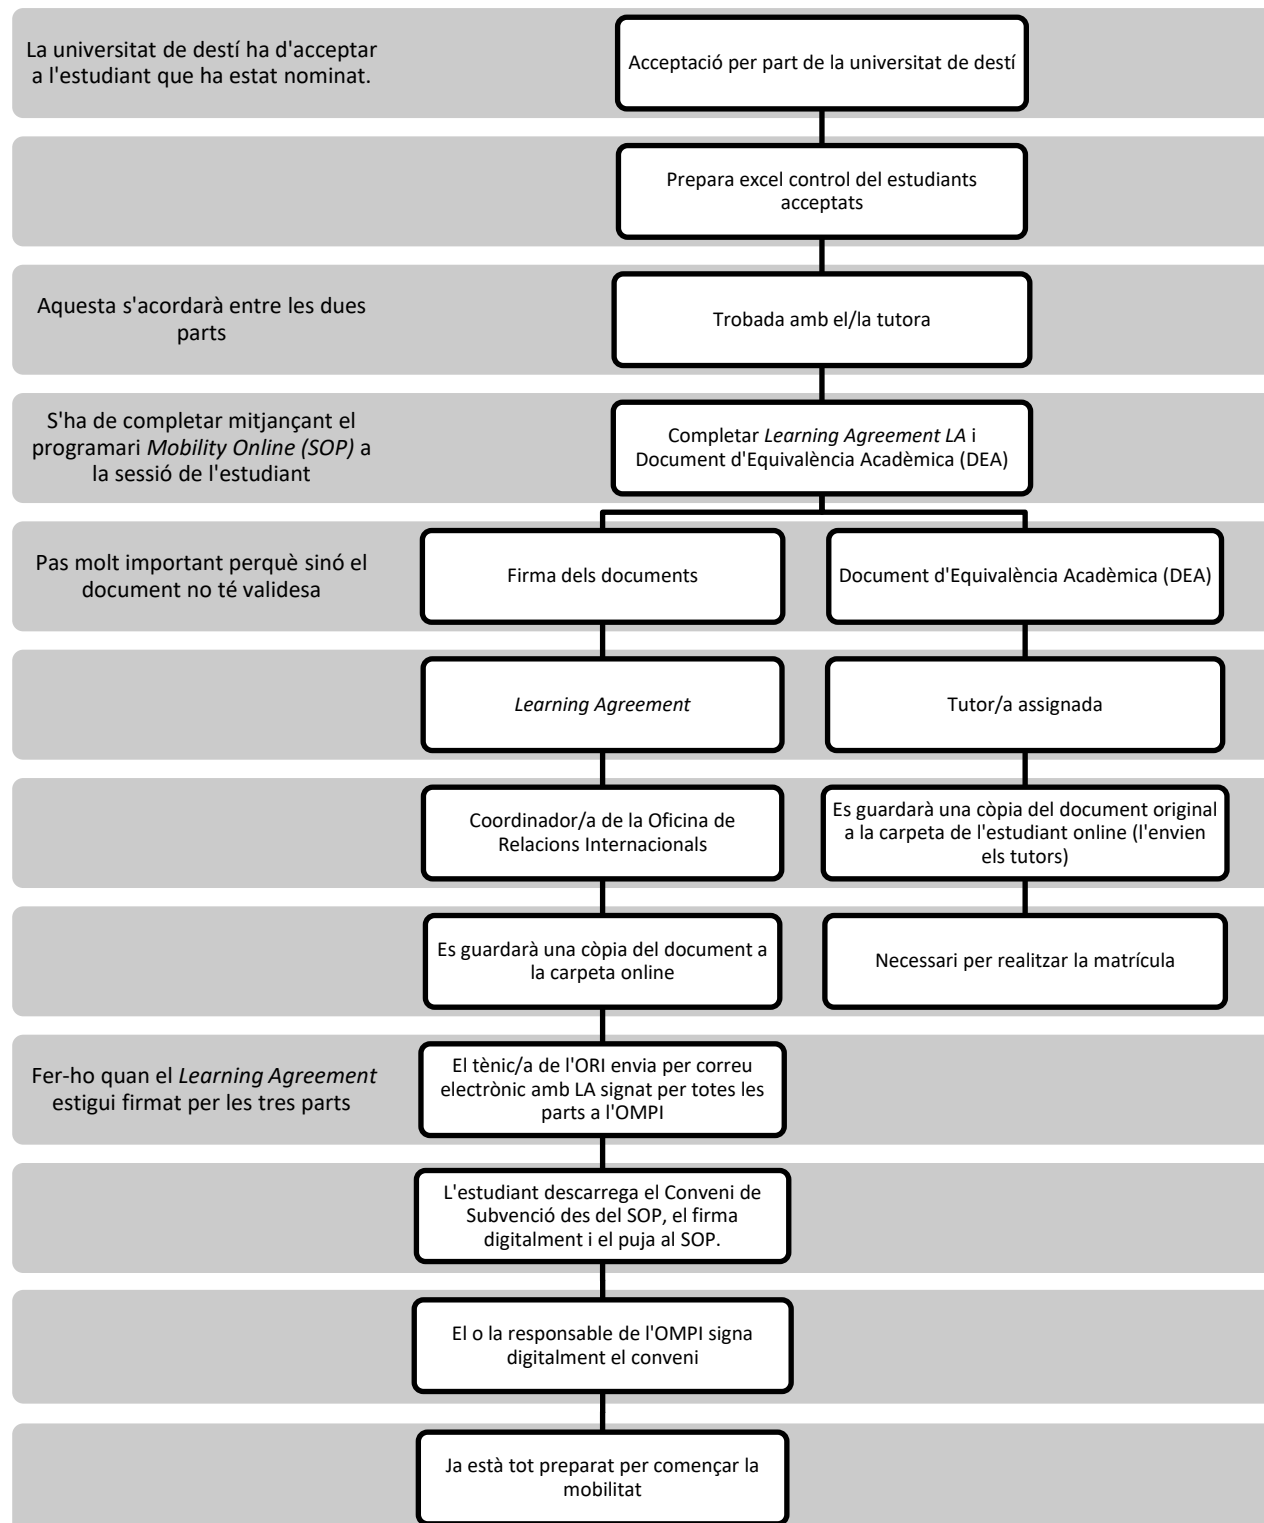 La universitat de destí ha d'acceptar
a l'estudiant que ha estat nominat.
Acceptació per part de la universitat de destí
Prepara excel control del estudiants
acceptats
Aquesta s'acordarà entre les dues
parts
Trobada amb el/la tutora
S'ha de completar mitjançant el
programari Mobility Online (SOP) a
la sessió de l'estudiant
Completar Learning Agreement LA i
Document d'Equivalència Acadèmica (DEA)
Pas molt important perquè sinó el
document no té validesa
Firma dels documents
Document d'Equivalència Acadèmica (DEA)
Learning Agreement
Tutor/a assignada
Coordinador/a de la Oficina de
Relacions Internacionals
Es guardarà una còpia del document original
a la carpeta de l'estudiant online (l'envien
els tutors)
Es guardarà una còpia del document a
la carpeta online
Necessari per realitzar la matrícula
Fer-ho quan el Learning Agreement
estigui firmat per les tres parts
El tènic/a de l'ORI envia per correu
electrònic amb LA signat per totes les
parts a l'OMPI
L'estudiant descarrega el Conveni de
Subvenció des del SOP, el firma
digitalment i el puja al SOP.
El o la responsable de l'OMPI signa
digitalment el conveni
Ja està tot preparat per començar la
mobilitat